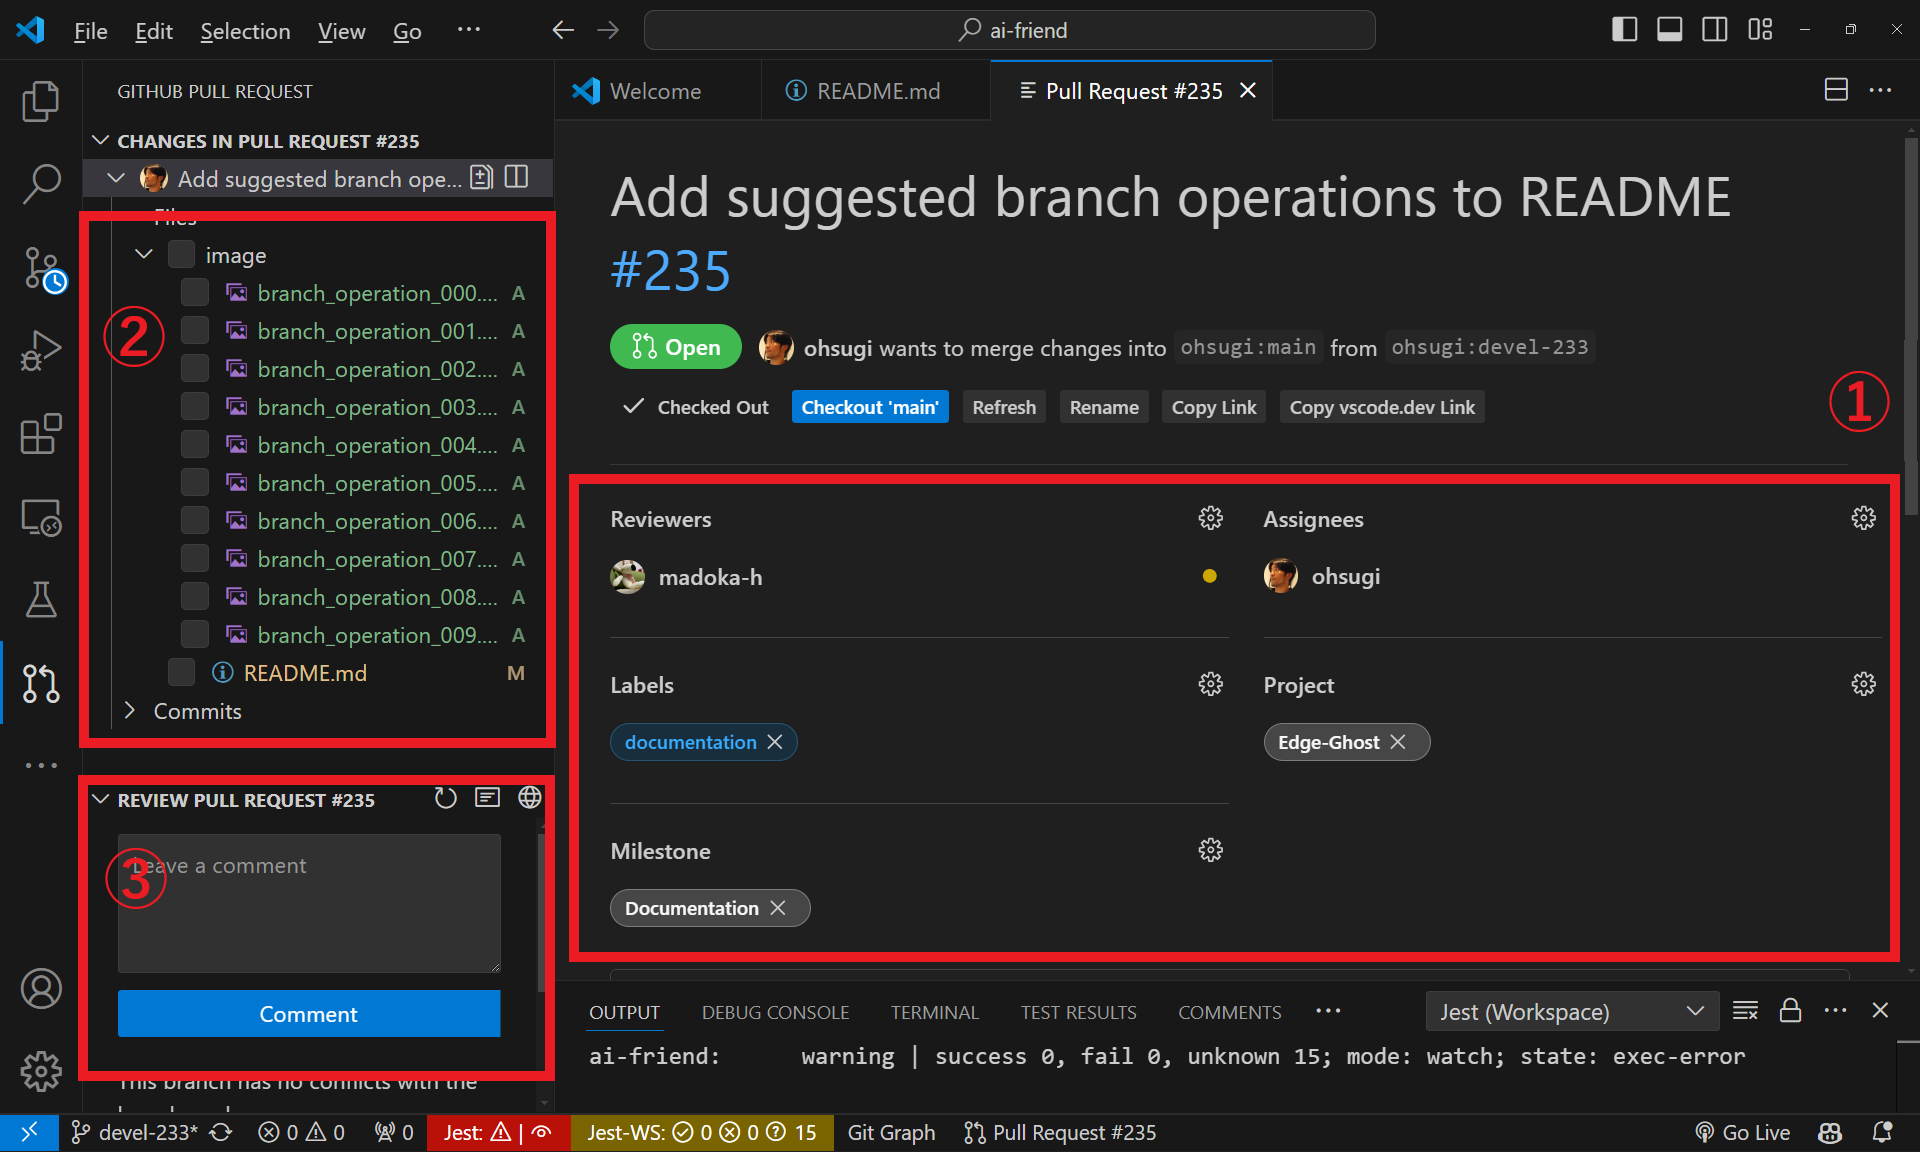 File Edit Selection View Go ···
ai-friend
GITHUB PULL REQUEST
CHANGES IN PULL REQUEST #235
Add suggested branch ope...
Files
image
branch_operation_000.... A
branch_operation_001.... A
branch_operation_002.... A
branch_operation_003.... A
branch_operation_004.... A
branch_operation_005.... A
branch_operation_006.... A
branch_operation_007.... A
branch_operation_008.... A
branch_operation_009.... A
README.md M
Commits
②
REVIEW PULL REQUEST #235
Leave a comment
③
Comment
This branch has no conflicts with the
Welcome
README.md
Pull Request #235
Add suggested branch operations to README
#235
Open
ohsugi wants to merge changes into ohsugi:main from ohsugi:devel-233
Checked Out
Checkout 'main'
Refresh
Rename
Copy Link
Copy vscode.dev Link
①
Reviewers
madoka-h
Assignees
ohsugi
Labels
documentation
Project
Edge-Ghost
Milestone
Documentation
OUTPUT DEBUG CONSOLE TERMINAL TEST RESULTS COMMENTS ···
Jest (Workspace)
ai-friend: warning | success 0, fail 0, unknown 15; mode: watch; state: exec-error
devel-233* 0 0 0 Jest: | Jest-WS: 0 0 15 Git Graph Pull Request #235 Go Live